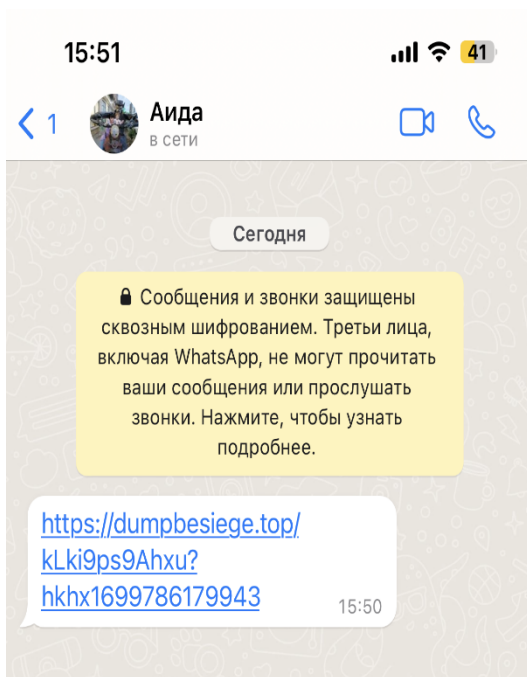 15:51
41
1
Аида
в сети
Сегодня
Сообщения и звонки защищены
сквозным шифрованием. Третьи лица,
включая WhatsApp, не могут прочитать
ваши сообщения или прослушать
звонки. Нажмите, чтобы узнать
подробнее.
https://dumpbesiege.top/
kLki9ps9Ahxu?
hkhx1699786179943
15:50